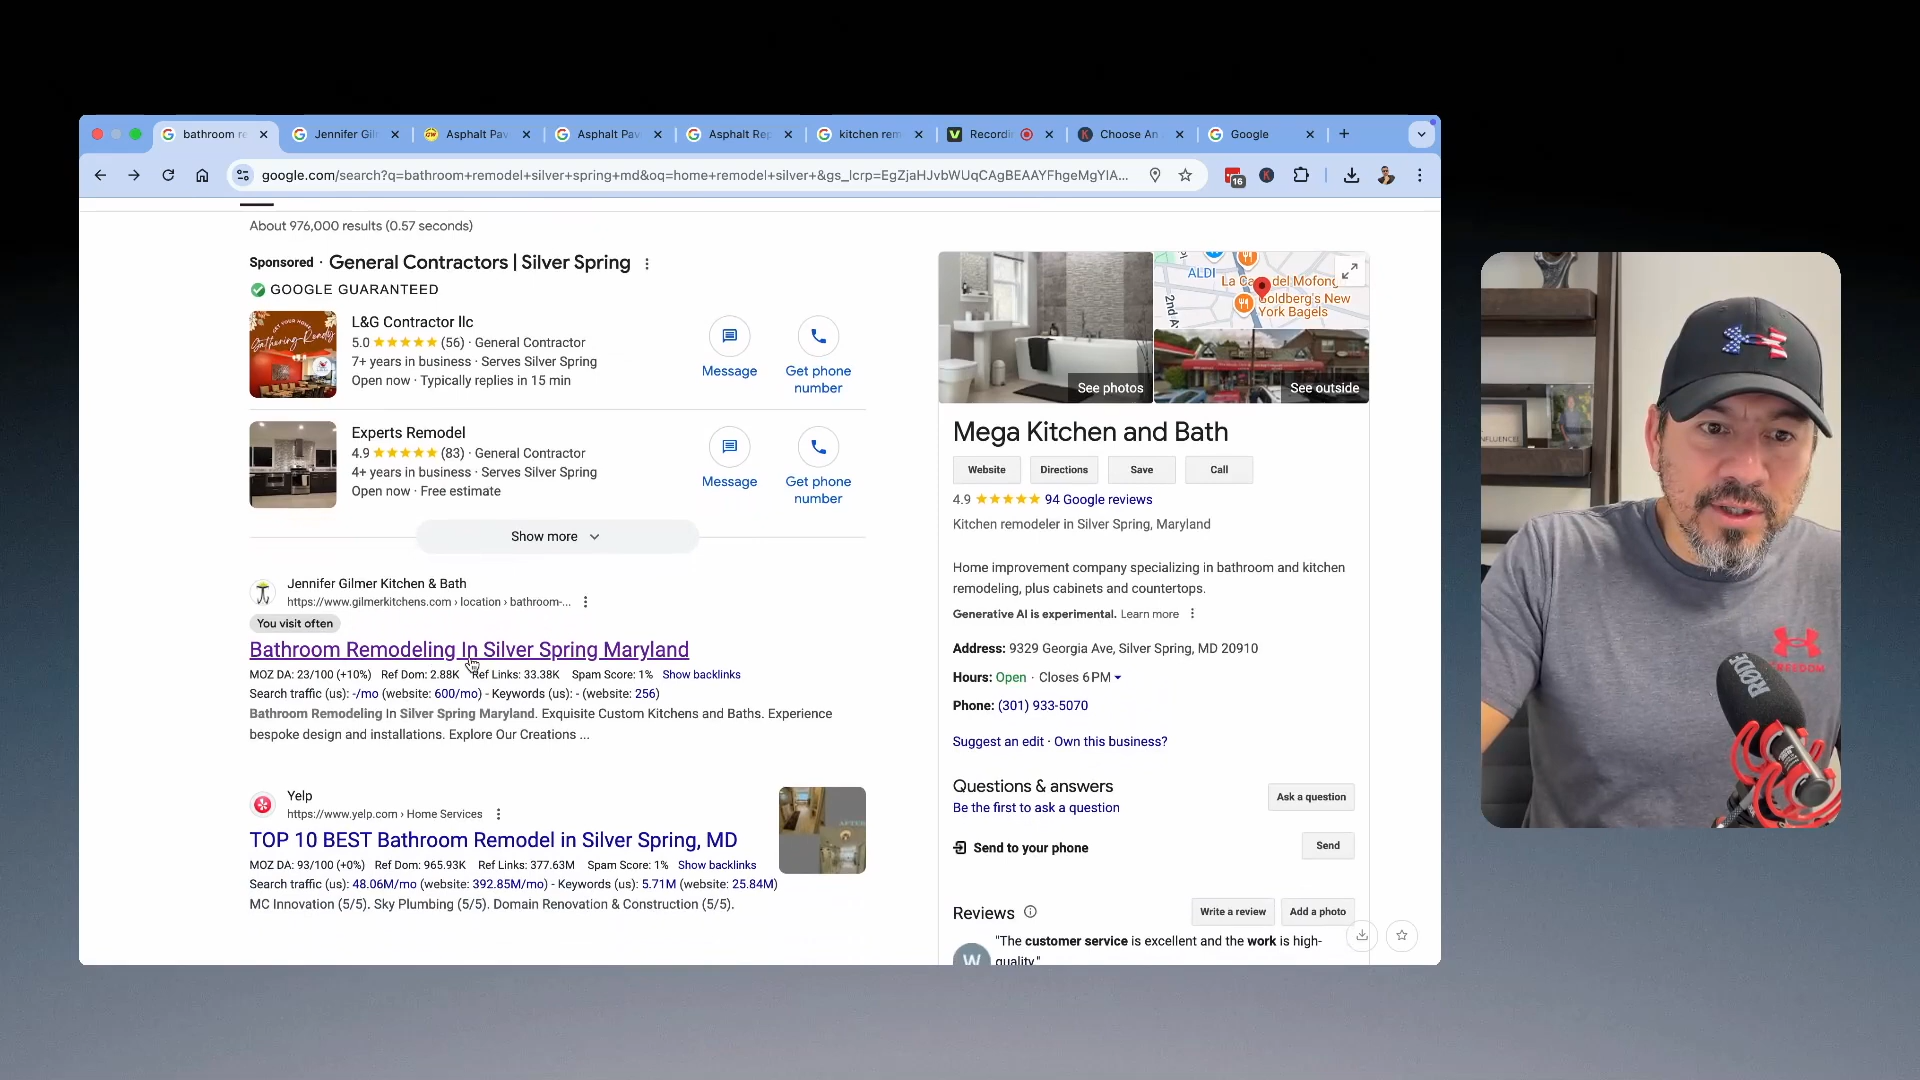 bathroom re
Jennifer Gil
Asphalt Pav
Asphalt Pav
Asphalt Rep
kitchen rem
Recordin
Choose An
Google
google.com/search?q=bathroom+remodel+silver+spring+md&oq=home+remodel+silver+&gs_lcrp=EgZjaHJvbWUqCAgBEAAYFhgeMgYIA...
16
About 976,000 results (0.57 seconds)
Sponsored · General Contractors | Silver Spring
GOOGLE GUARANTEED
L&G Contractor llc
5.0 (56) · General Contractor
7+ years in business · Serves Silver Spring
Open now · Typically replies in 15 min
Message
Get phone
number
Experts Remodel
4.9 (83) · General Contractor
4+ years in business · Serves Silver Spring
Open now · Free estimate
Message
Get phone
number
Show more
Jennifer Gilmer Kitchen & Bath
https://www.gilmerkitchens.com › location › bathroom-...
You visit often
Bathroom Remodeling In Silver Spring Maryland
MOZ DA: 23/100 (+10%) Ref Dom: 2.88K Ref Links: 33.38K Spam Score: 1% Show backlinks
Search traffic (us): -/mo (website: 600/mo) - Keywords (us): - (website: 256)
Bathroom Remodeling In Silver Spring Maryland. Exquisite Custom Kitchens and Baths. Experience
bespoke design and installations. Explore Our Creations ...
Yelp
https://www.yelp.com › Home Services
TOP 10 BEST Bathroom Remodel in Silver Spring, MD
MOZ DA: 93/100 (+0%) Ref Dom: 965.93K Ref Links: 377.63M Spam Score: 1% Show backlinks
Search traffic (us): 48.06M/mo (website: 392.85M/mo) - Keywords (us): 5.71M (website: 25.84M)
MC Innovation (5/5). Sky Plumbing (5/5). Domain Renovation & Construction (5/5).
See photos
ALDI
2nd A
Goldberg's New
York Bagels
See outside
Mega Kitchen and Bath
Website
Directions
Save
Call
4.9 94 Google reviews
Kitchen remodeler in Silver Spring, Maryland
Home improvement company specializing in bathroom and kitchen
remodeling, plus cabinets and countertops.
Generative AI is experimental. Learn more
Address: 9329 Georgia Ave, Silver Spring, MD 20910
Hours: Open · Closes 6 PM
Phone: (301) 933-5070
Suggest an edit · Own this business?
Questions & answers
Be the first to ask a question
Ask a question
Send to your phone
Send
Reviews
Write a review
Add a photo
W
"The customer service is excellent and the work is high-
quality."
RØDE